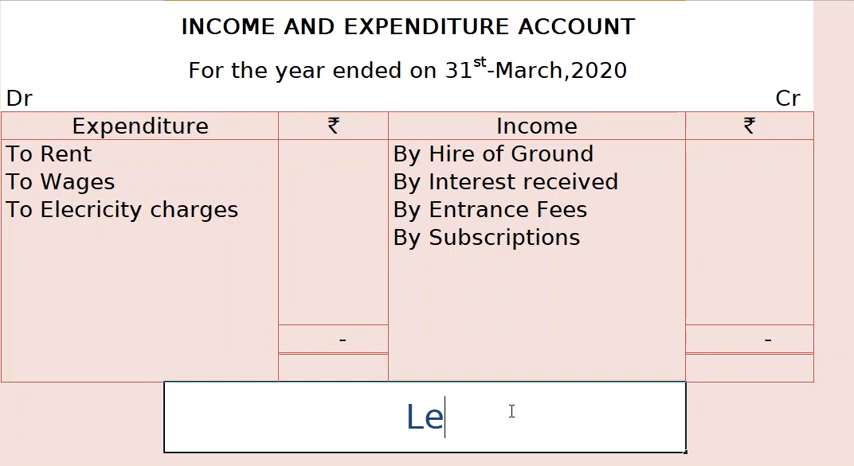 INCOME AND EXPENDITURE ACCOUNT
For the year ended on 31st-March,2020
Dr Cr
Expenditure ₹ Income ₹
To Rent By Hire of Ground
To Wages By Interest received
To Elecricity charges By Entrance Fees
By Subscriptions
- -
Le